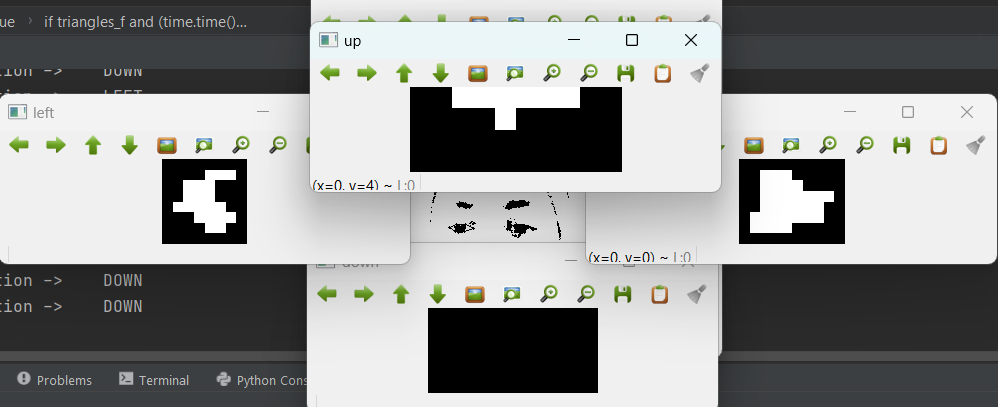 ue › if triangles_f and (time.time()...
tion -> DOWN
tion -> LEFT
up
left
(x=0, y=4) ~ L:0
(x=0, y=0) ~ L:0
down
tion -> DOWN
tion -> DOWN
Problems
Terminal
Python Cons